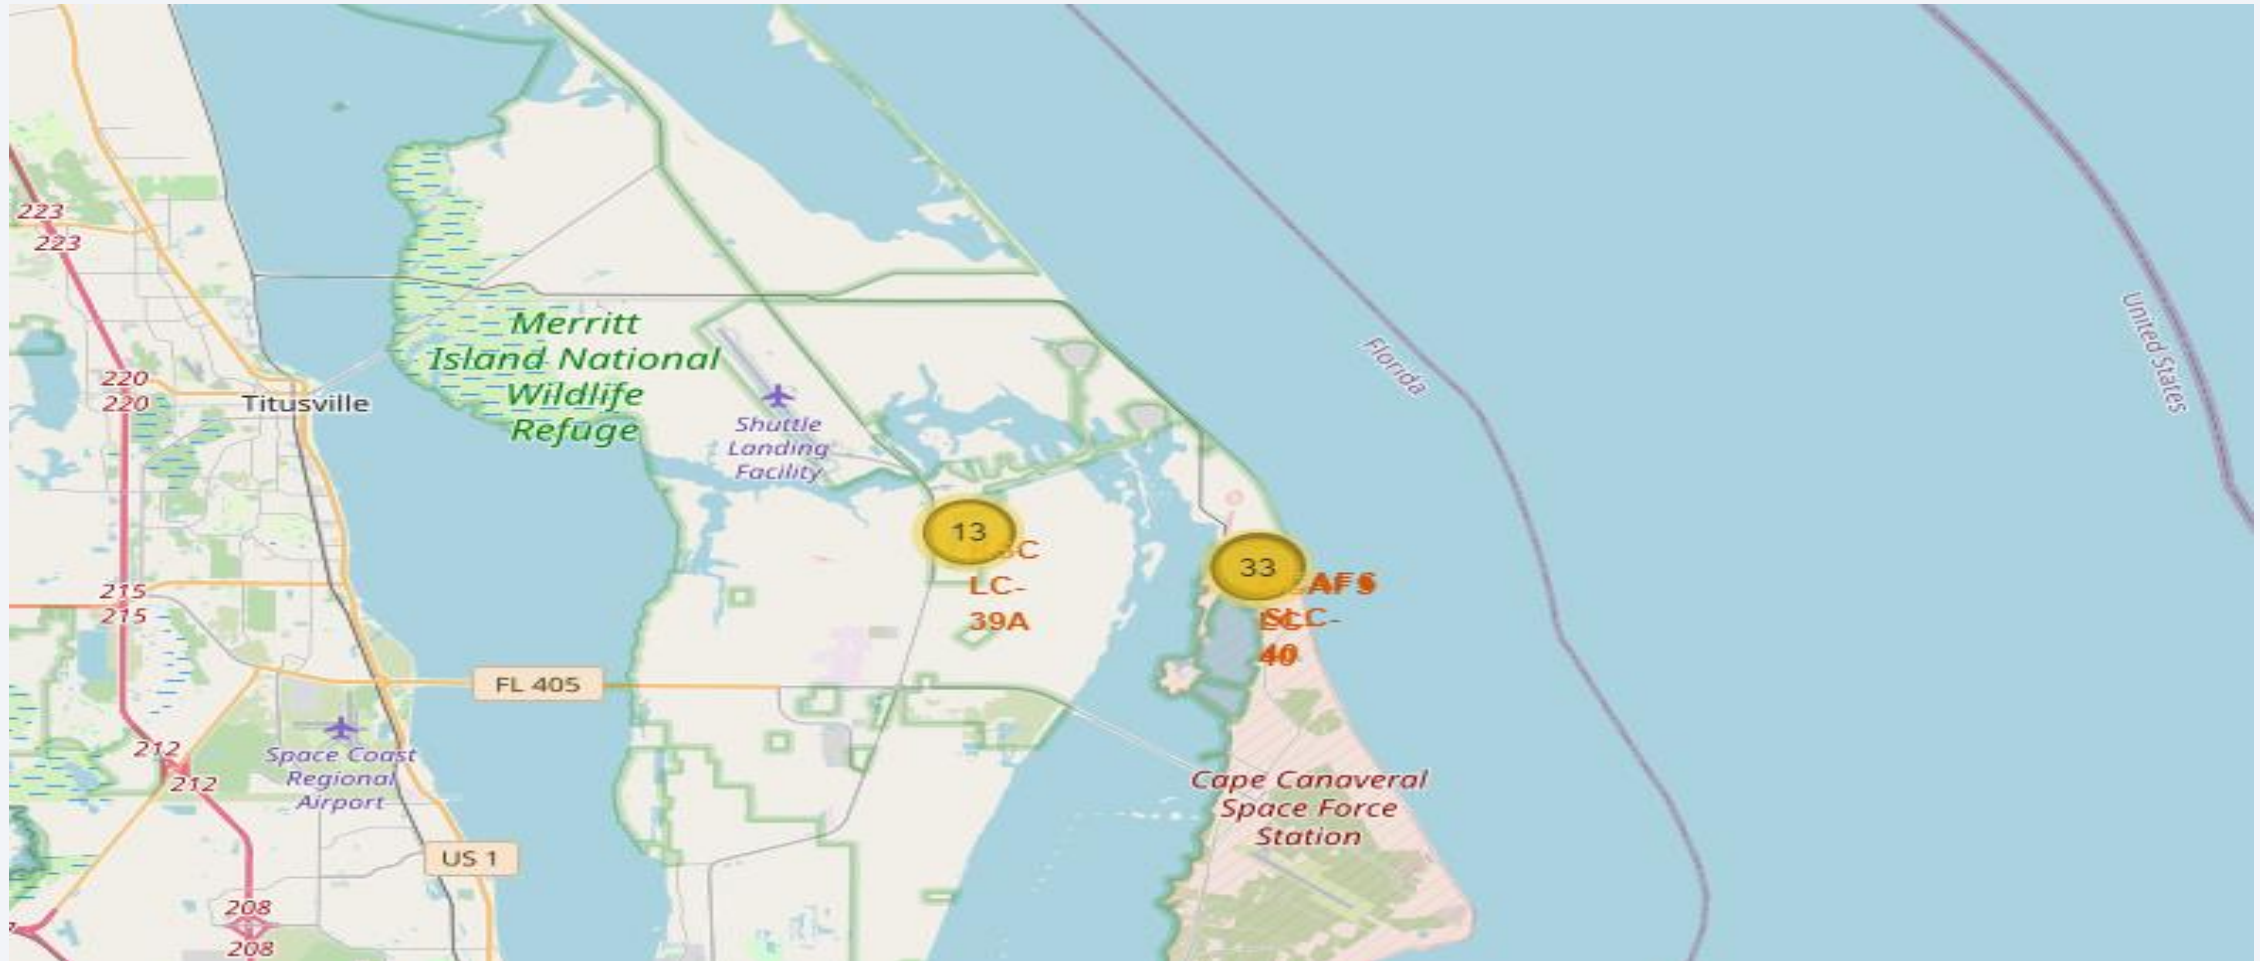 223
223
220
220
Titusville
Merritt
Island National
Wildlife
Refuge
Shuttle
Landing
Facility
Florida
United States
13
LC-
39A
33
40
215
215
FL 405
212
212
Space Coast
Regional
Airport
Cape Canaveral
Space Force
Station
US 1
208
208